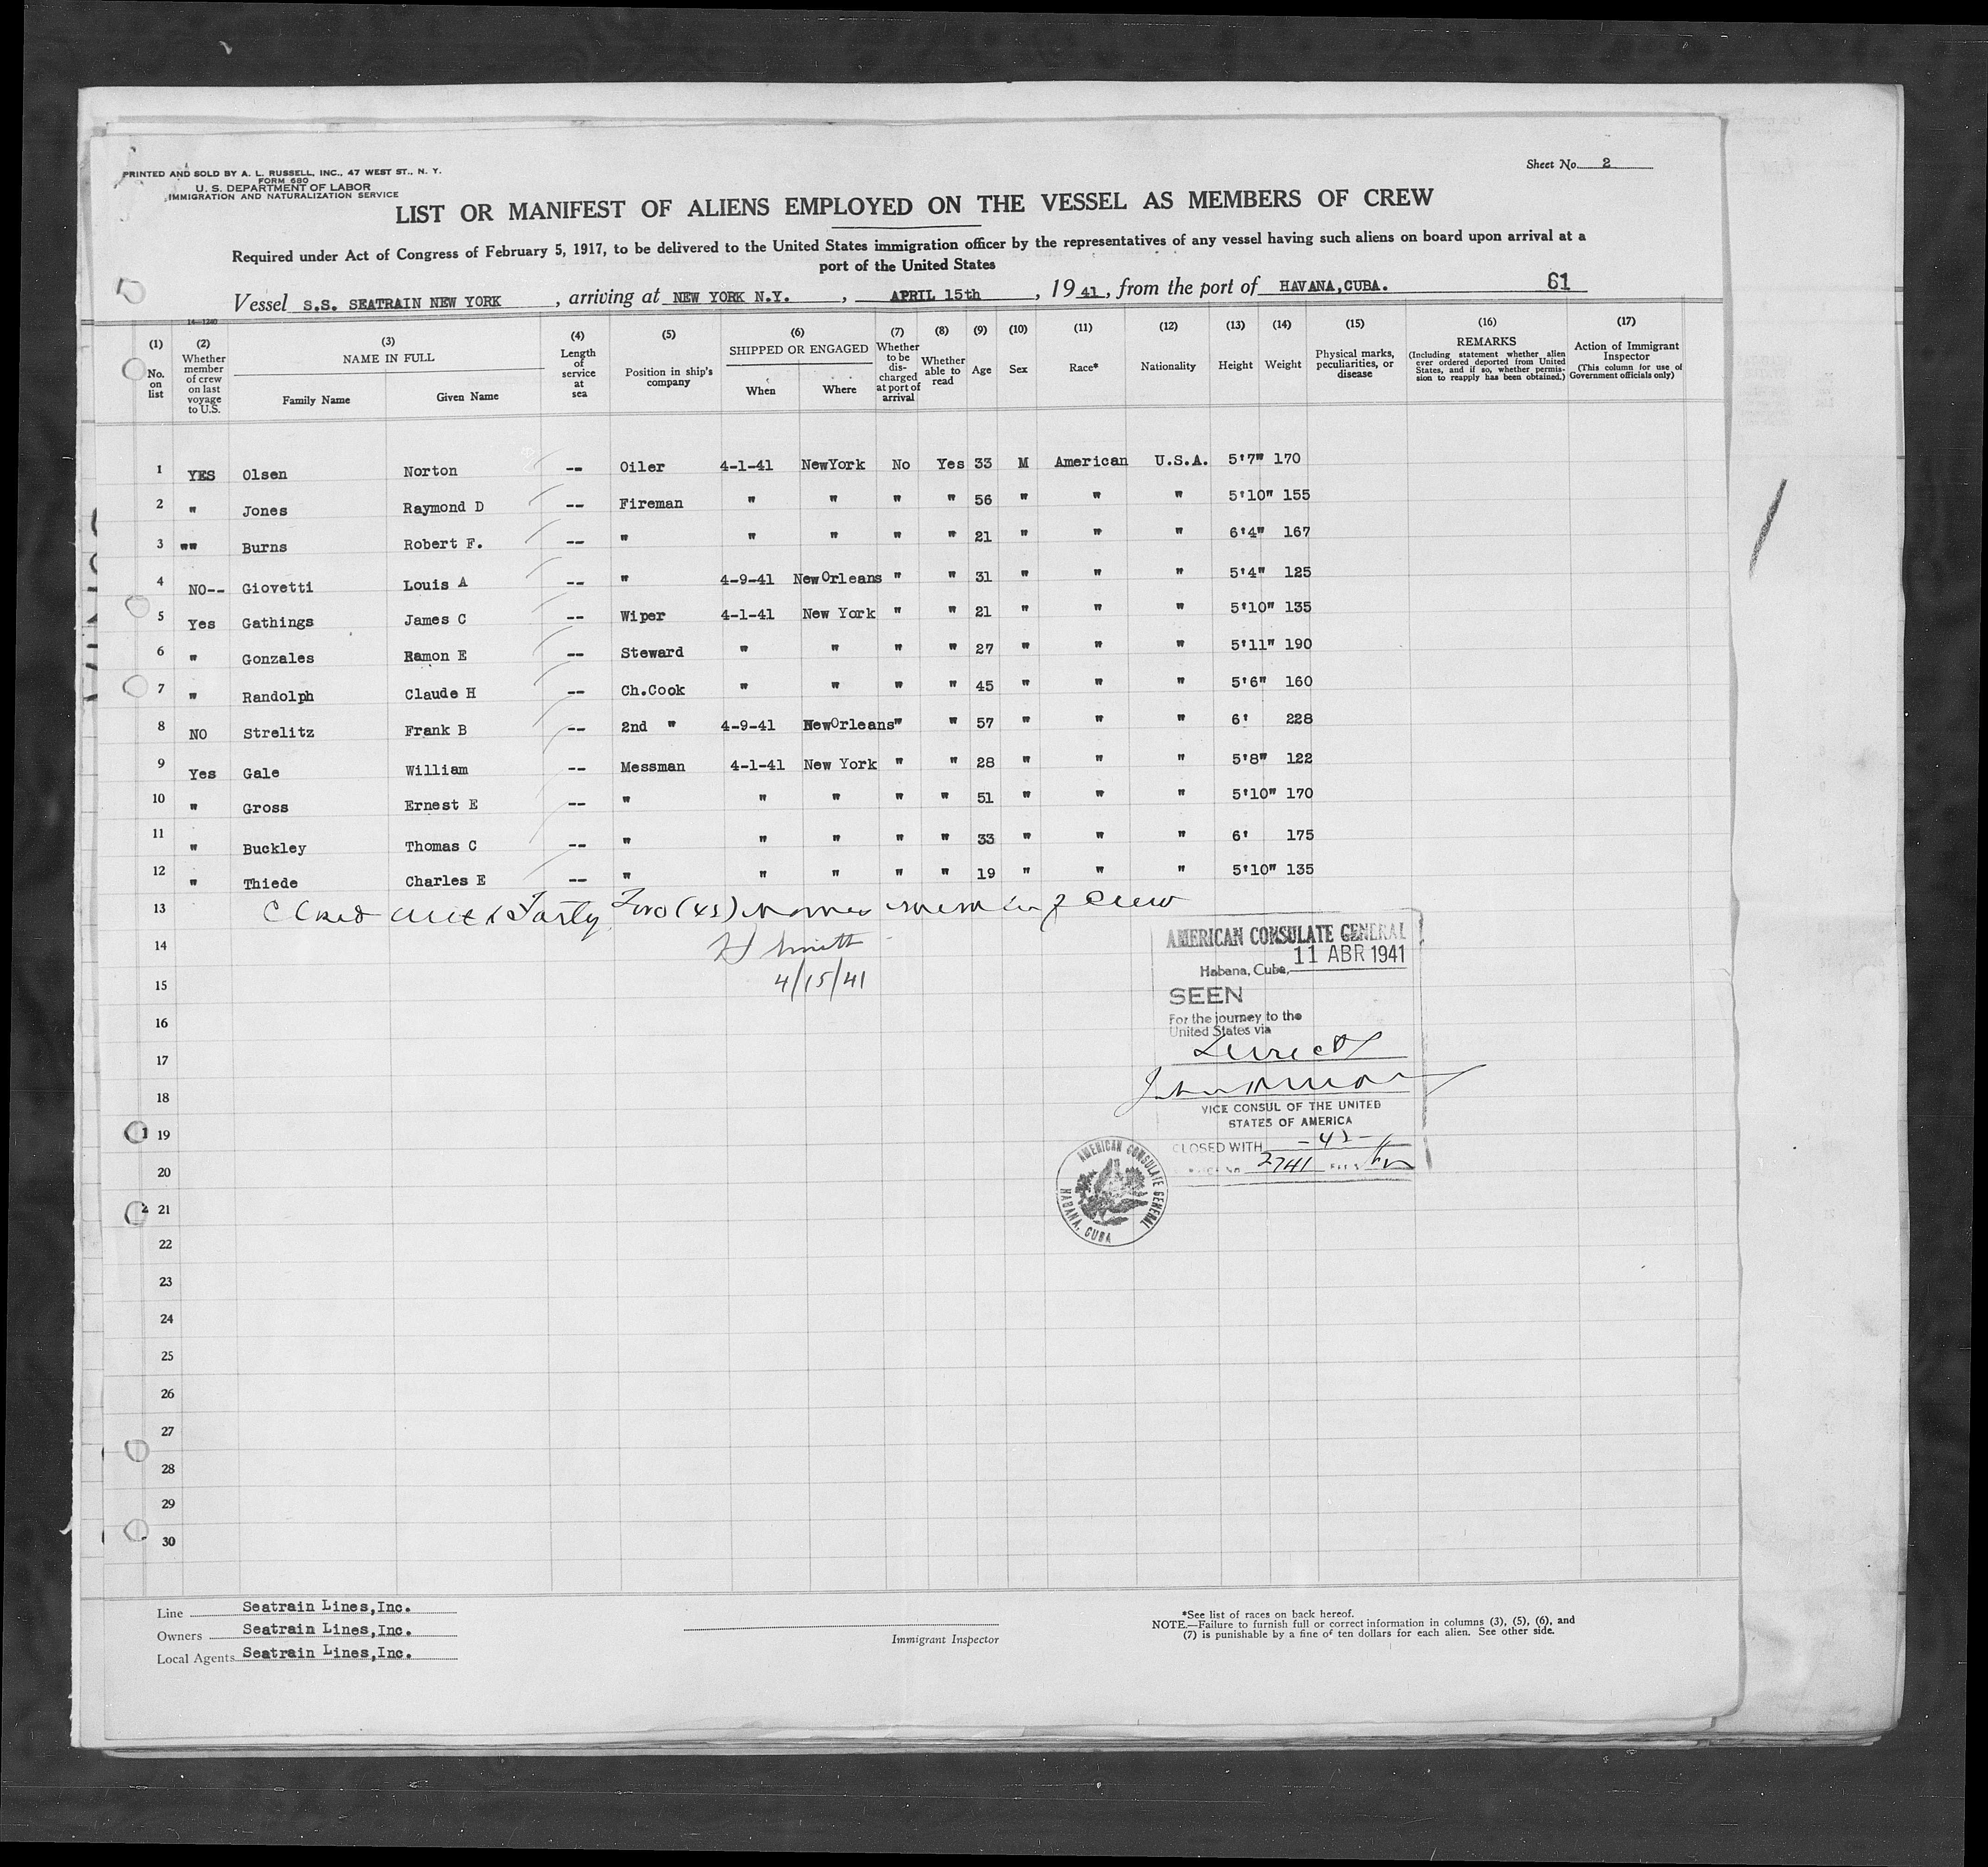 Sheet No. 2
PRINTED AND SOLD BY A. L. RUSSELL, INC., 47 WEST ST., N. Y.
FORM 680
U. S. DEPARTMENT OF LABOR
IMMIGRATION AND NATURALIZATION SERVICE
LIST OR MANIFEST OF ALIENS EMPLOYED ON THE VESSEL AS MEMBERS OF CREW
Required under Act of Congress of February 5, 1917, to be delivered to the United States immigration officer by the representatives of any vessel having such aliens on board upon arrival at a
port of the United States
Vessel S.S. SEATRAIN NEW YORK, arriving at NEW YORK N.Y., APRIL 15th, 1941, from the port of HAVANA,CUBA. 61
14—1240
(1) No. on list
(2) Whether member of crew on last voyage to U.S.
(3) NAME IN FULL Family Name Given Name
(4) Length of service at sea
(5) Position in ship's company
(6) SHIPPED OR ENGAGED When Where
(7) Whether to be discharged at port of arrival
(8) Whether able to read
(9) Age
(10) Sex
(11) Race*
(12) Nationality
(13) Height
(14) Weight
(15) Physical marks, peculiarities, or disease
(16) REMARKS (Including statement whether alien ever ordered deported from United States, and if so, whether permission to reapply has been obtained.)
(17) Action of Immigrant Inspector (This column for use of Government officials only)
1 YES Olsen Norton -- Oiler 4-1-41 NewYork No Yes 33 M American U.S.A. 5'7" 170
2 " Jones Raymond D -- Fireman " " " " 56 " " " 5'10" 155
3 "" Burns Robert F. -- " " " " " 21 " " " 6'4" 167
4 NO-- Giovetti Louis A -- " 4-9-41 NewOrleans " " 31 " " " 5'4" 125
5 Yes Gathings James C -- Wiper 4-1-41 New York " " 21 " " " 5'10" 135
6 " Gonzales Ramon E -- Steward " " " " 27 " " " 5'11" 190
7 " Randolph Claude H -- Ch.Cook " " " " 45 " " " 5'6" 160
8 NO Strelitz Frank B -- 2nd " 4-9-41 NewOrleans " " 57 " " " 6' 228
9 Yes Gale William -- Messman 4-1-41 New York " " 28 " " " 5'8" 122
10 " Gross Ernest E -- " " " " " 51 " " " 5'10" 170
11 " Buckley Thomas C -- " " " " " 33 " " " 6' 175
12 " Thiede Charles E -- " " " " " 19 " " " 5'10" 135
13 Closed with Forty Two (42) names members of Crew
14 H Smith
15 4/15/41
16
17
18
19
20
21
22
23
24
25
26
27
28
29
30
AMERICAN CONSULATE GENERAL
Habana, Cuba, 11 ABR 1941
SEEN
For the journey to the
United States via
Direct
VICE CONSUL OF THE UNITED
STATES OF AMERICA
CLOSED WITH -42-
2741
AMERICAN CONSULATE GENERAL
HABANA, CUBA
Line Seatrain Lines,Inc.
Owners Seatrain Lines,Inc.
Local Agents Seatrain Lines,Inc.
Immigrant Inspector
*See list of races on back hereof.
NOTE.—Failure to furnish full or correct information in columns (3), (5), (6), and
(7) is punishable by a fine of ten dollars for each alien. See other side.